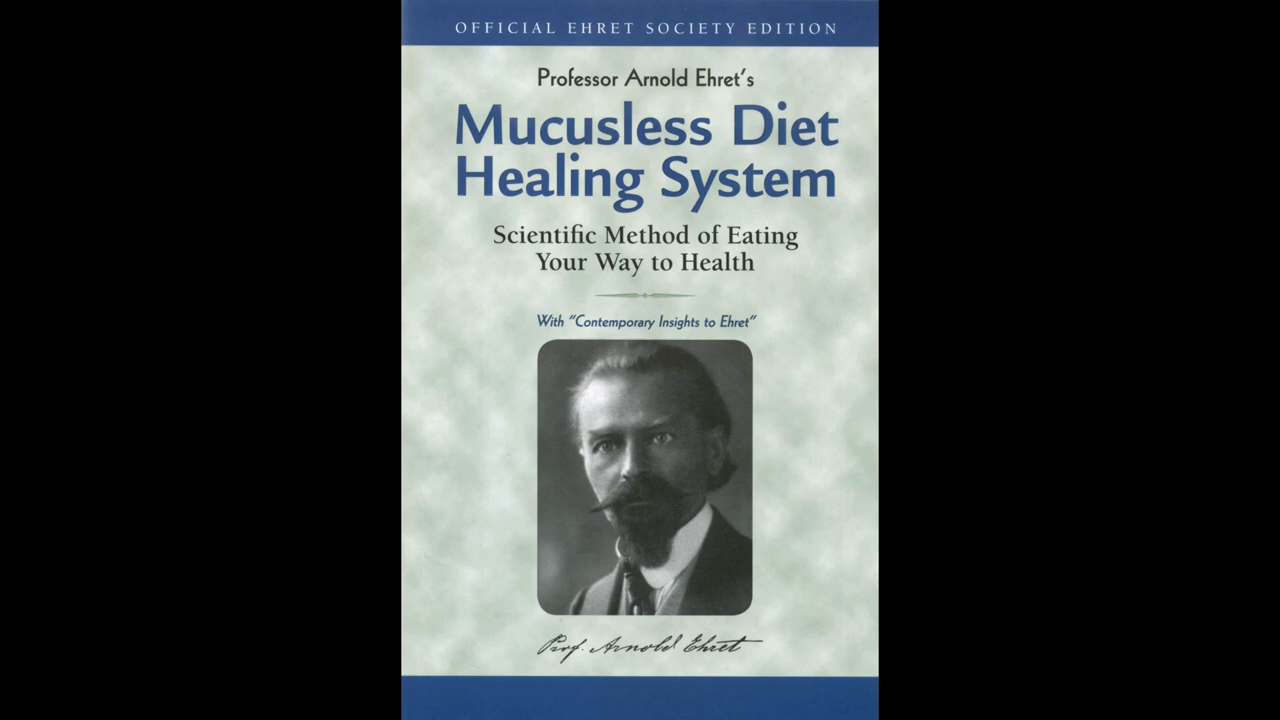 OFFICIAL EHRET SOCIETY EDITION
Professor Arnold Ehret's
Mucusless Diet
Healing System
Scientific Method of Eating
Your Way to Health
With "Contemporary Insights to Ehret"
Prof. Arnold Ehret